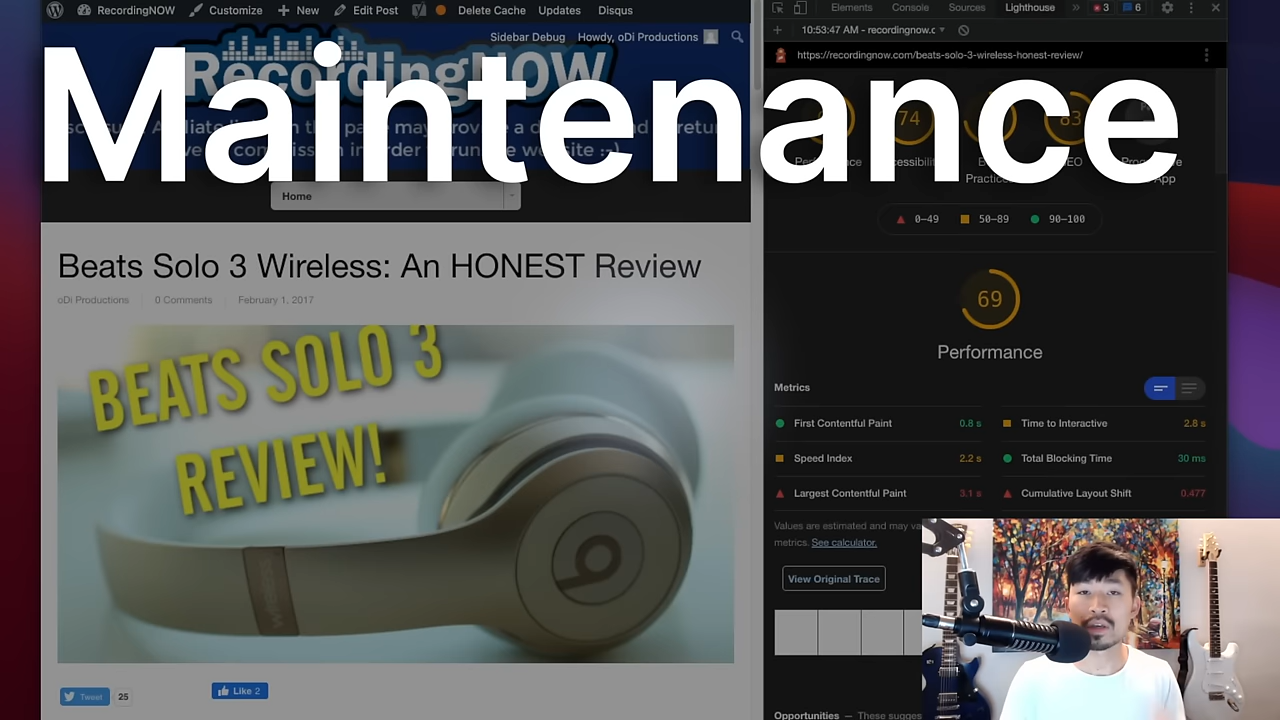 RecordingNOW
Customize
New
Edit Post
Delete Cache
Updates
Disqus
Sidebar Debug
Howdy, oDi Productions
RecordingNOW
Maintenance
Home
Beats Solo 3 Wireless: An HONEST Review
oDi Productions
0 Comments
February 1, 2017
BEATS SOLO 3
REVIEW!
Tweet
25
Like 2
Elements
Console
Sources
Lighthouse
3
6
10:53:47 AM - recordingnow.c
https://recordingnow.com/beats-solo-3-wireless-honest-review/
74
83
0–49
50–89
90–100
69
Performance
Metrics
First Contentful Paint
0.8 s
Time to Interactive
2.8 s
Speed Index
2.2 s
Total Blocking Time
30 ms
Largest Contentful Paint
3.1 s
Cumulative Layout Shift
0.477
Values are estimated and may
metrics. See calculator.
View Original Trace
Opportunities — These